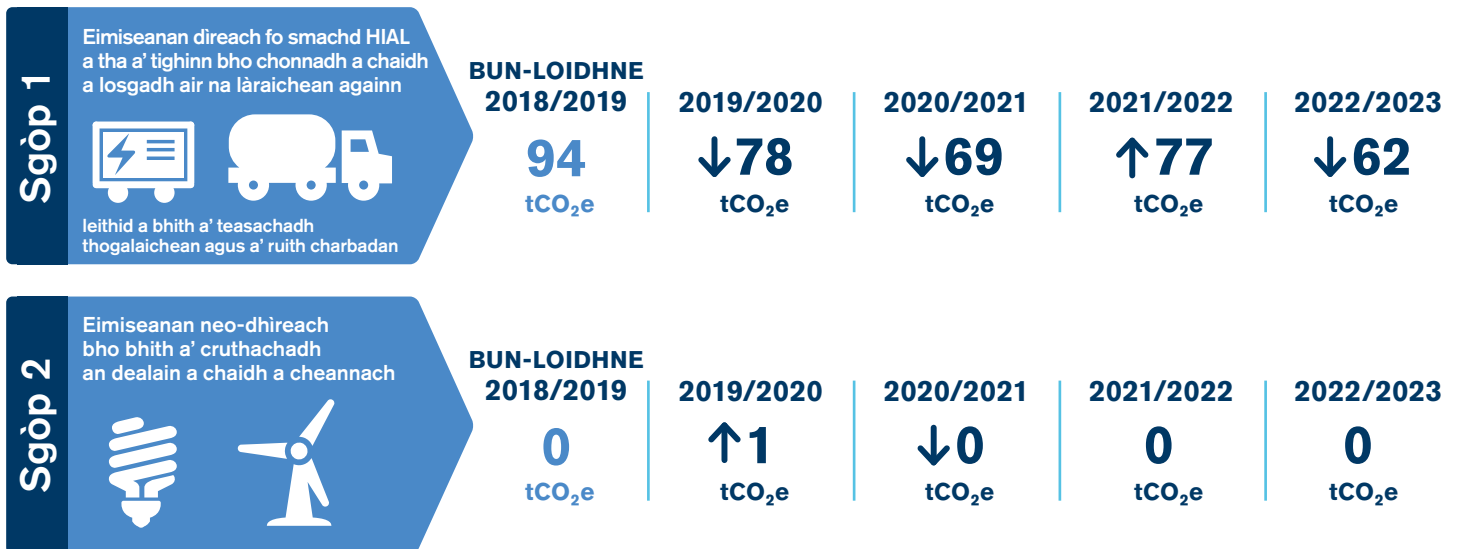 Sgòp 1
Eimiseanan dìreach fo smachd HIAL
a tha a' tighinn bho chonnadh a chaidh
a losgadh air na làraichean againn
leithid a bhith a' teasachadh
thogalaichean agus a' ruith charbadan
BUN-LOIDHNE
2018/2019 2019/2020 2020/2021 2021/2022 2022/2023
94 ↓78 ↓69 ↑77 ↓62
tCO₂e tCO₂e tCO₂e tCO₂e tCO₂e
Sgòp 2
Eimiseanan neo-dhìreach
bho bhith a' cruthachadh
an dealain a chaidh a cheannach
BUN-LOIDHNE
2018/2019 2019/2020 2020/2021 2021/2022 2022/2023
0 ↑1 ↓0 0 0
tCO₂e tCO₂e tCO₂e tCO₂e tCO₂e